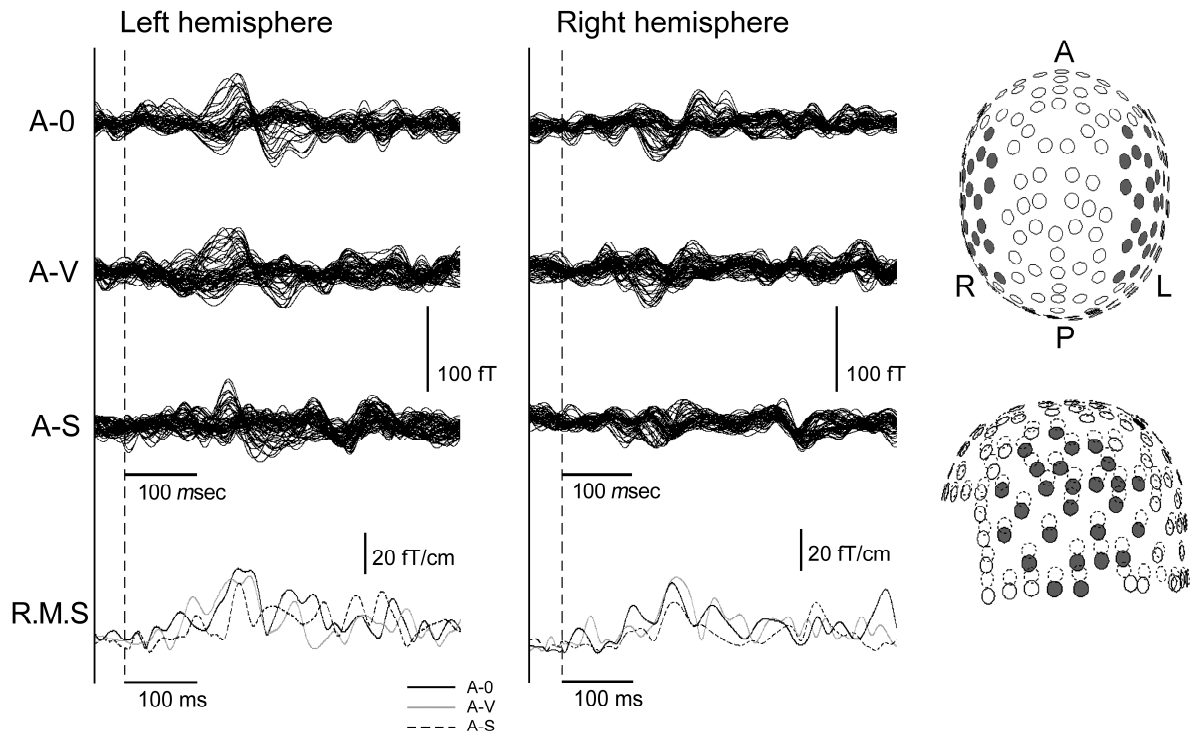 Left hemisphere
Right hemisphere
A
A-0
A-V
R
L
P
100 fT
100 fT
A-S
100 msec
100 msec
20 fT/cm
20 fT/cm
R.M.S
100 ms
100 ms
A-0
A-V
A-S